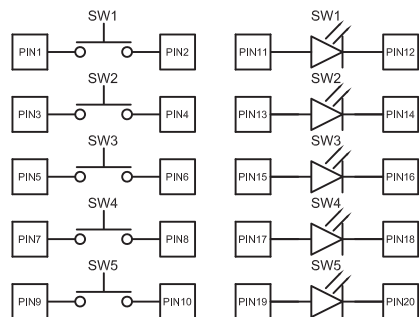 SW1 SW1
PIN1 PIN2 PIN11 PIN12
SW2 SW2
PIN3 PIN4 PIN13 PIN14
SW3 SW3
PIN5 PIN6 PIN15 PIN16
SW4 SW4
PIN7 PIN8 PIN17 PIN18
SW5 SW5
PIN9 PIN10 PIN19 PIN20